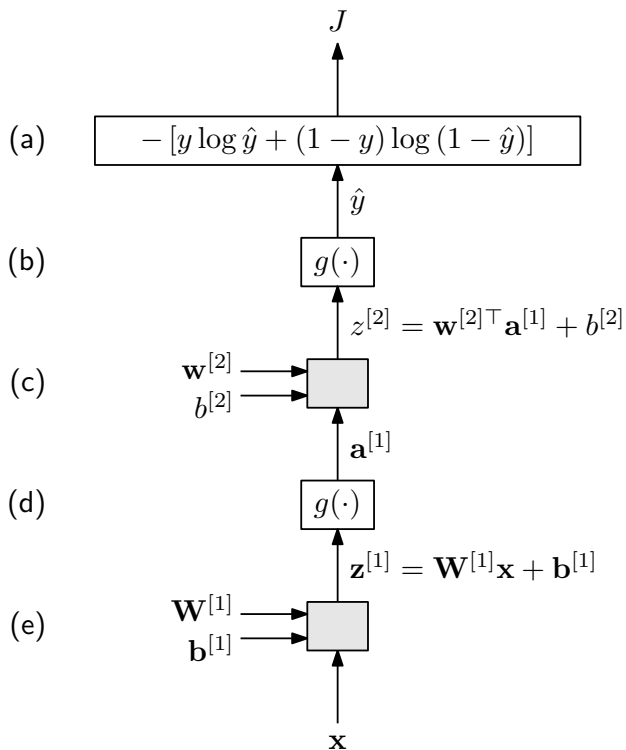 J
(a) − [y log ŷ + (1 − y) log (1 − ŷ)]
ŷ
(b) g(·)
z^{[2]} = w^{[2]⊤}a^{[1]} + b^{[2]}
w^{[2]}
(c)
b^{[2]}
a^{[1]}
(d) g(·)
z^{[1]} = W^{[1]}x + b^{[1]}
W^{[1]}
(e)
b^{[1]}
x